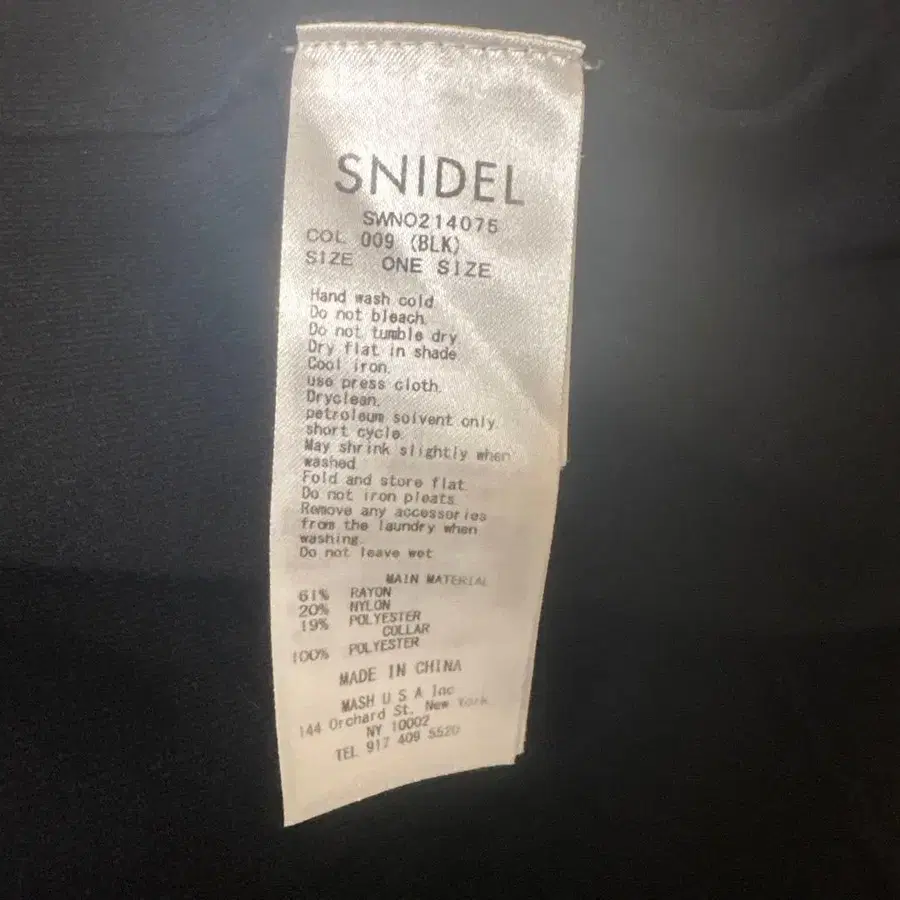 SNIDEL
SWNO214075
COL 009 (BLK)
SIZE ONE SIZE
Hand wash cold.
Do not bleach.
Do not tumble dry.
Dry flat in shade.
Cool iron.
use press cloth.
Dryclean.
petroleum solvent only.
short cycle.
May shrink slightly when
washed.
Fold and store flat.
Do not iron pleats.
Remove any accessories
from the laundry when
washing.
Do not leave wet
MAIN MATERIAL
61% RAYON
20% NYLON
19% POLYESTER
COLLAR
100% POLYESTER
MADE IN CHINA
MASH U S A Inc
144 Orchard St. New York
NY 10002
TEL 917 409 5520